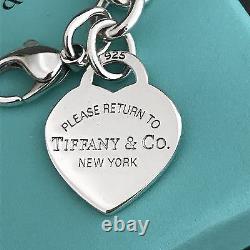 925
PLEASE RETURN TO
TIFFANY & CO.
NEW YORK